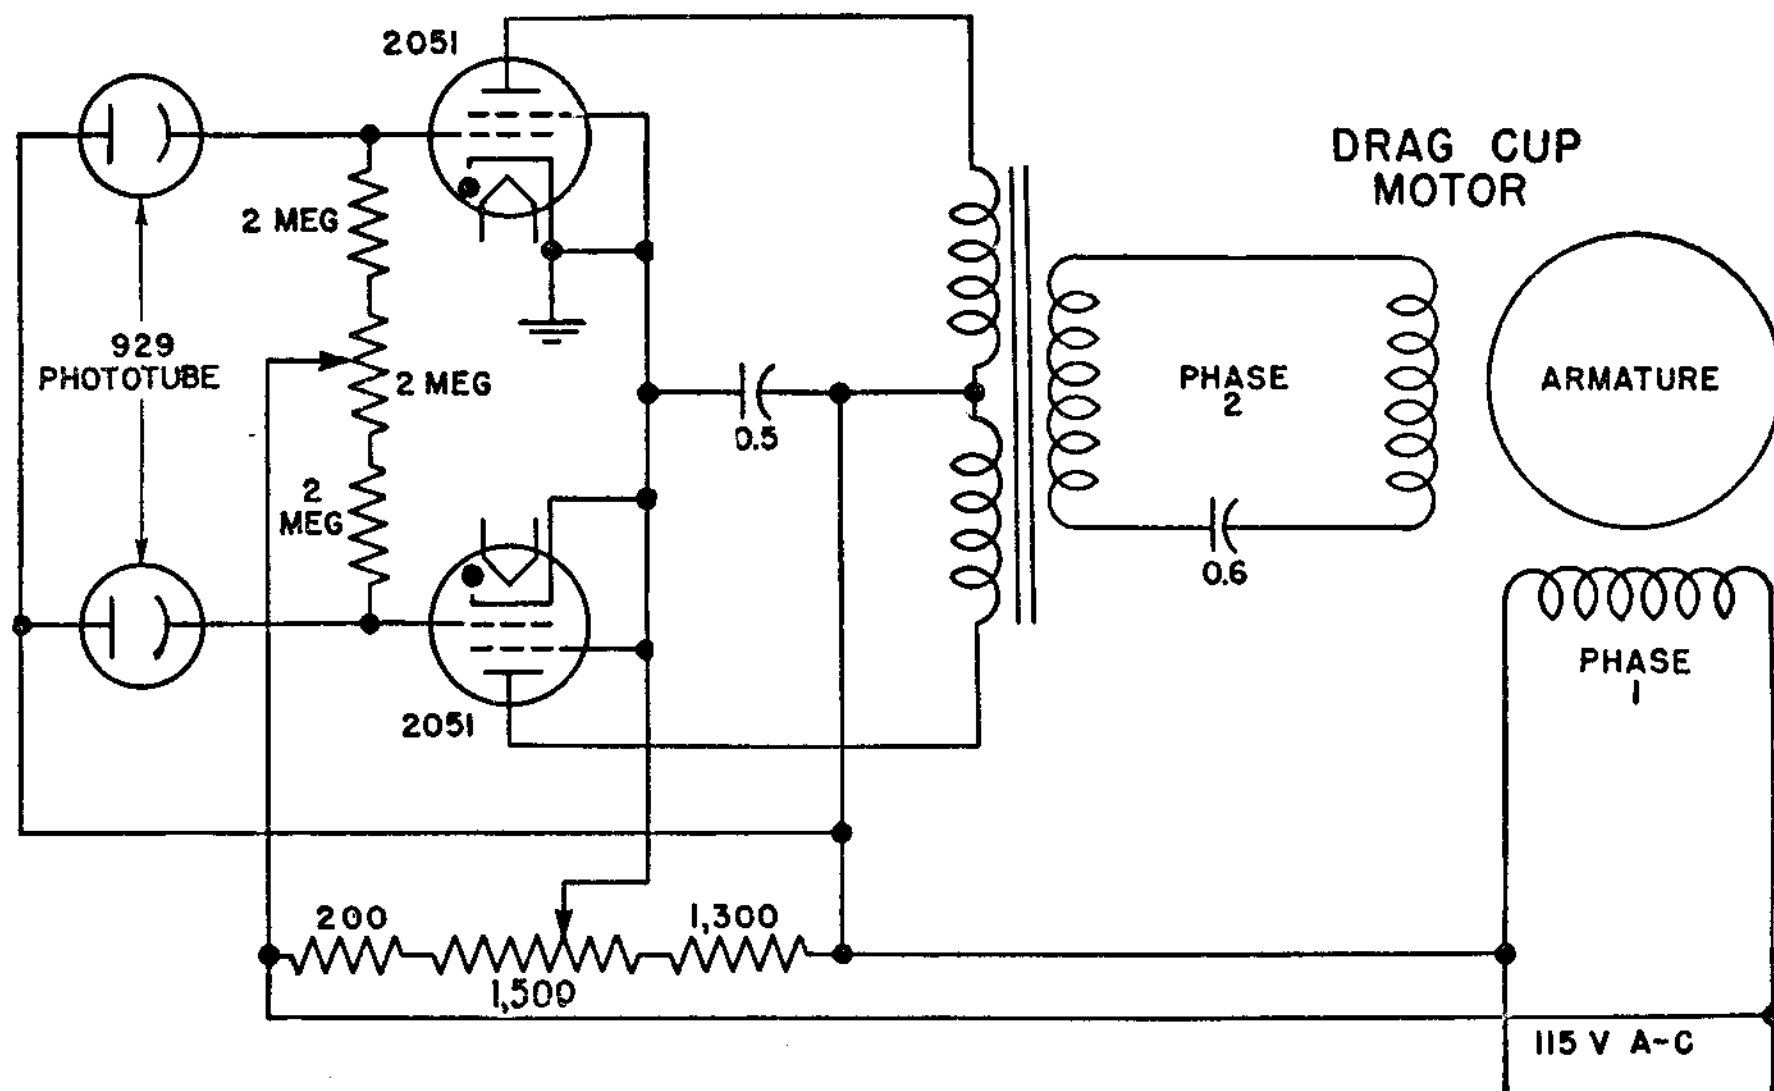 2051
DRAG CUP
MOTOR
2 MEG
929
PHOTOTUBE
2 MEG
PHASE
2
ARMATURE
0.5
2
MEG
0.6
PHASE
1
2051
200
1,300
1,500
115 V A-C